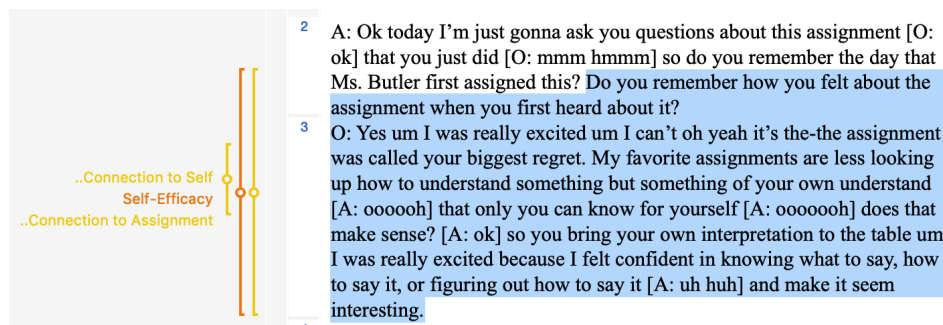 2
A: Ok today I’m just gonna ask you questions about this assignment [O:
ok] that you just did [O: mmm hmmm] so do you remember the day that
Ms. Butler first assigned this? Do you remember how you felt about the
assignment when you first heard about it?
3
O: Yes um I was really excited um I can’t oh yeah it’s the-the assignment
was called your biggest regret. My favorite assignments are less looking
up how to understand something but something of your own understand
[A: oooooh] that only you can know for yourself [A: ooooooh] does that
make sense? [A: ok] so you bring your own interpretation to the table um
I was really excited because I felt confident in knowing what to say, how
to say it, or figuring out how to say it [A: uh huh] and make it seem
interesting.
..Connection to Self
Self-Efficacy
..Connection to Assignment